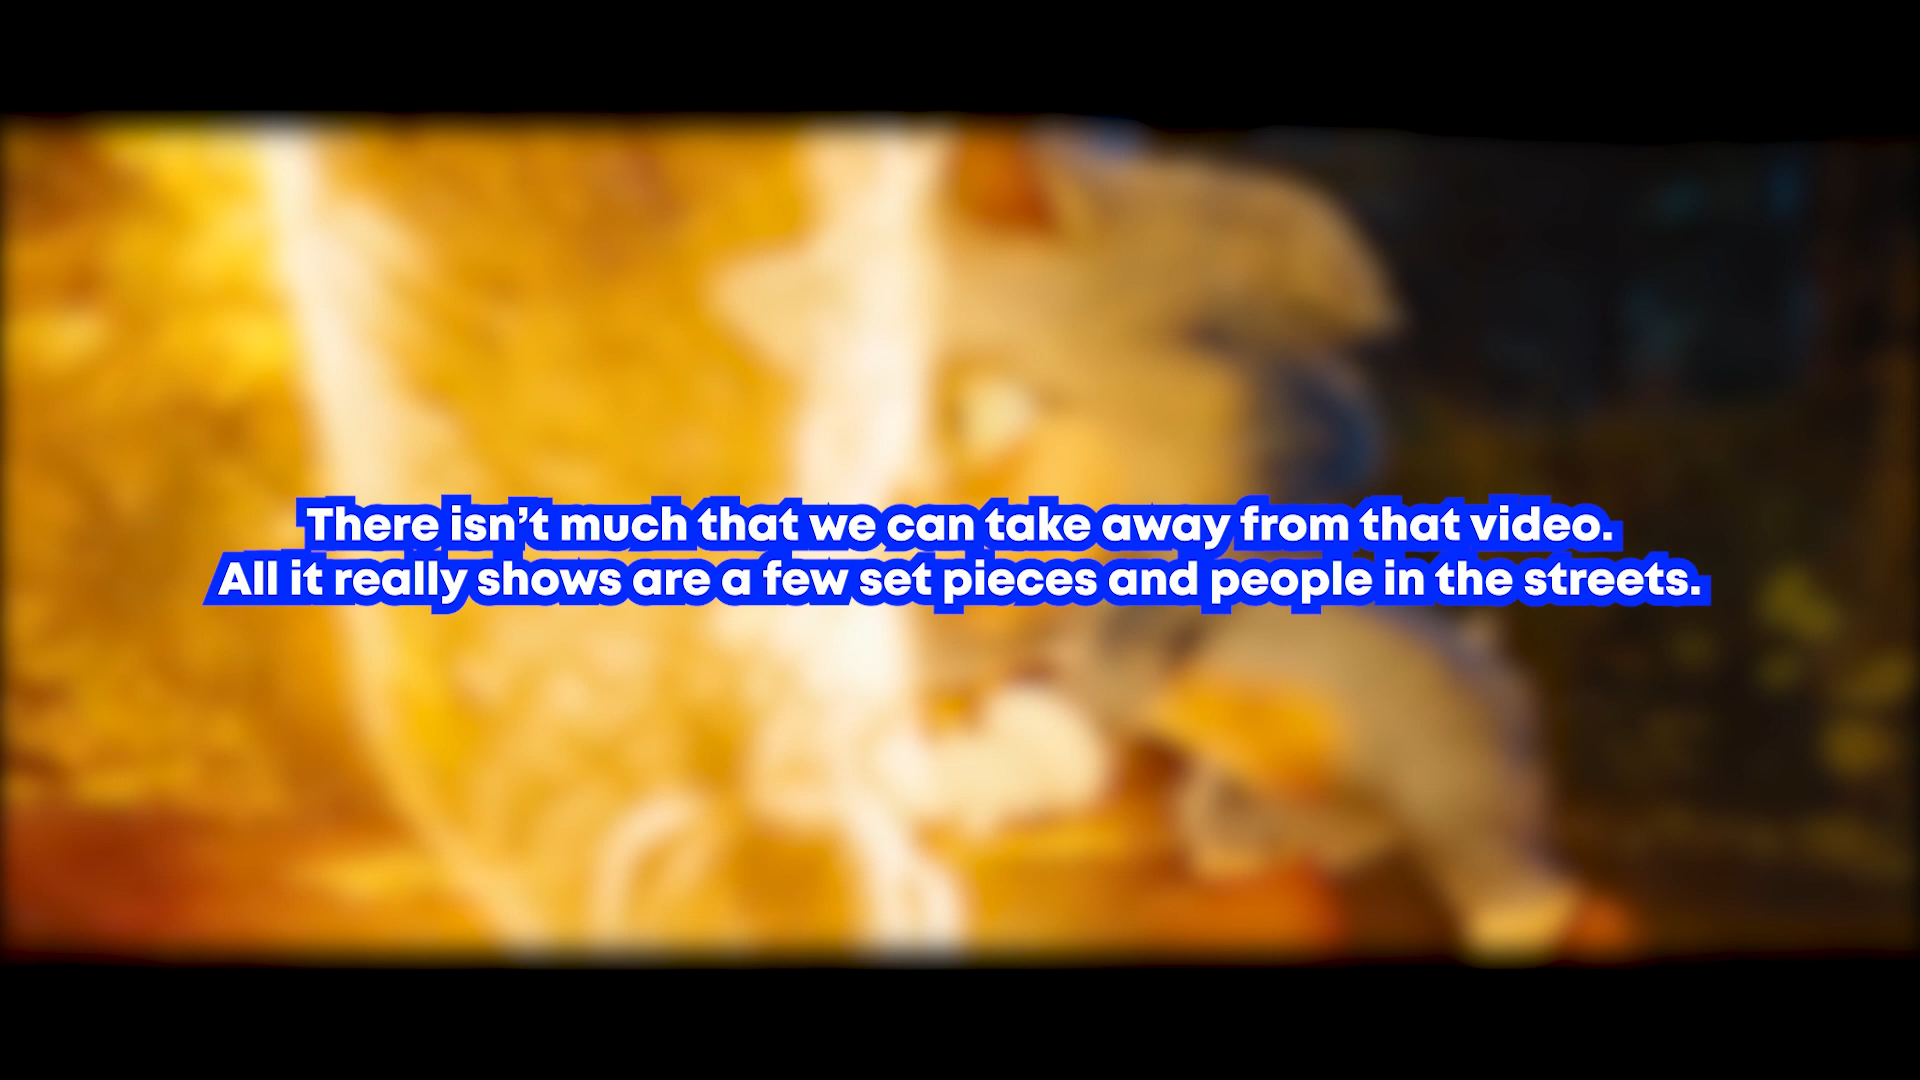 There isn’t much that we can take away from that video.
All it really shows are a few set pieces and people in the streets.